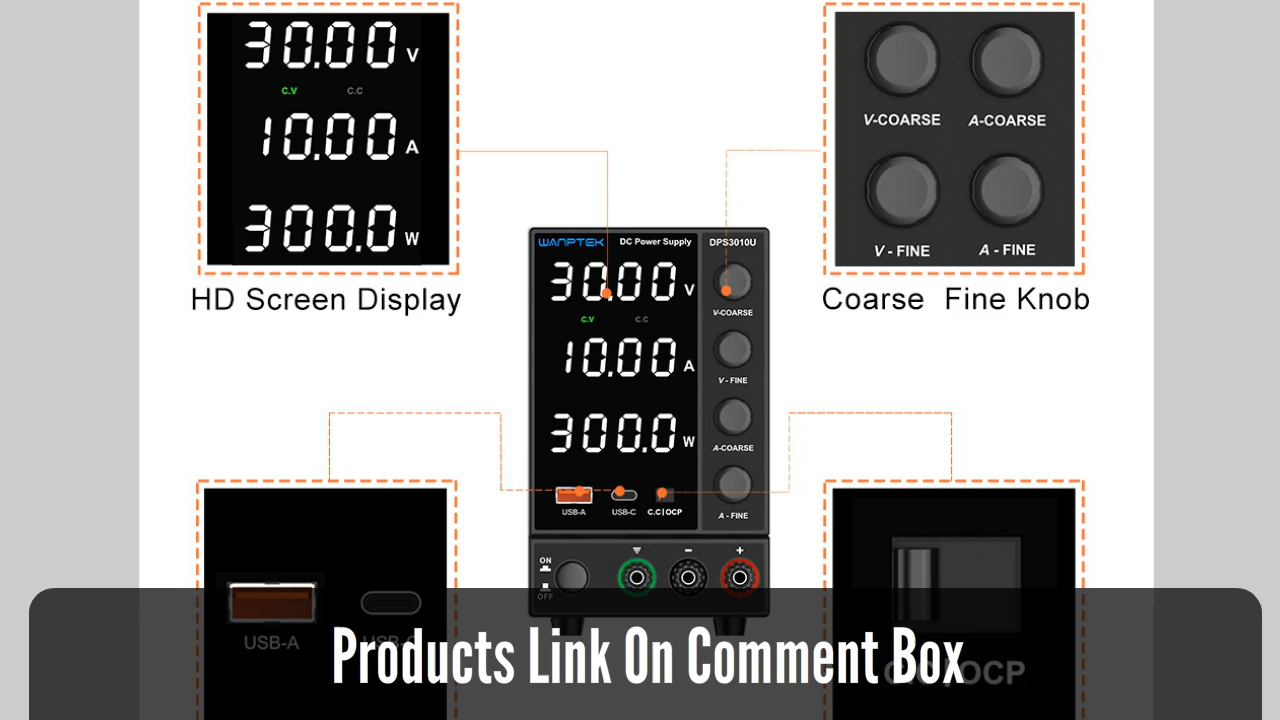 30.00 V
C.V C.C
10.00 A
300.0 W
HD Screen Display
V-COARSE A-COARSE
V - FINE A - FINE
Coarse Fine Knob
WANPTEK DC Power Supply DPS3010U
30.00 V
C.V C.C
10.00 A
300.0 W
V-COARSE
V - FINE
A-COARSE
A - FINE
USB-A USB-C C.C|OCP
ON
OFF
- +
USB-A USB-C
C.C|OCP
Products Link On Comment Box